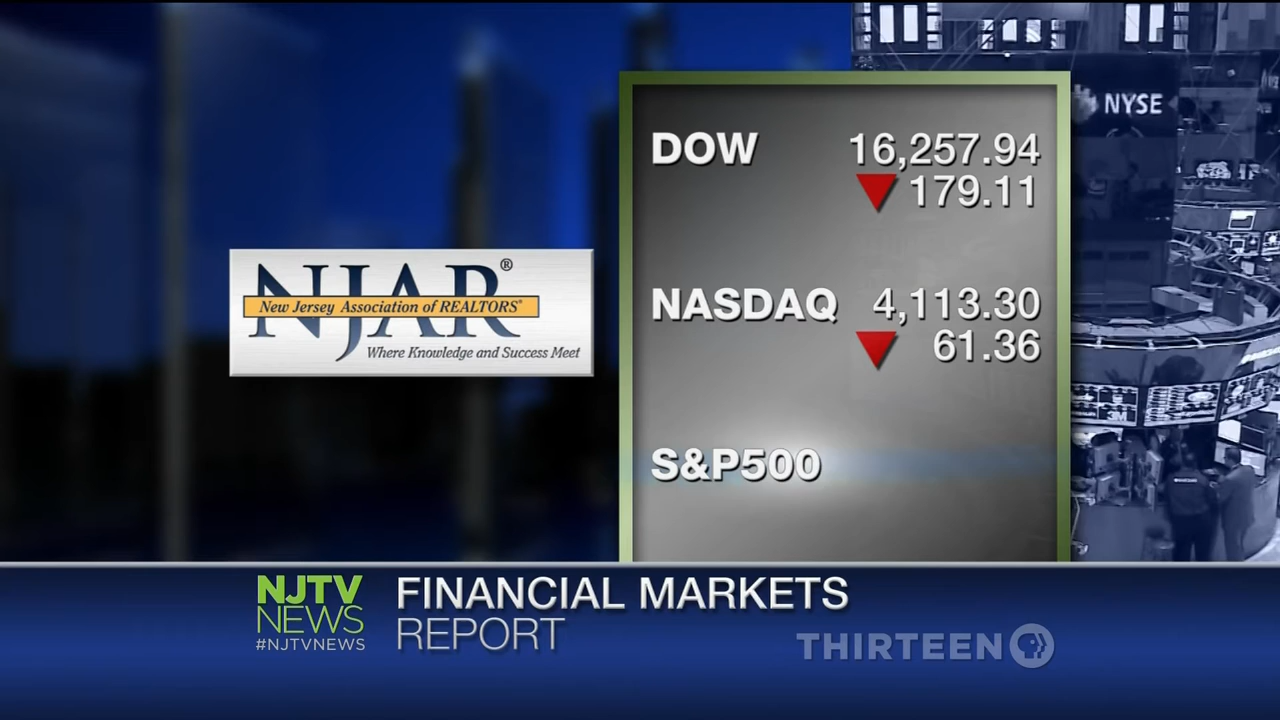 NYSE
DOW 16,257.94
▼ 179.11
NASDAQ 4,113.30
▼ 61.36
S&P500
NJAR®
New Jersey Association of REALTORS®
Where Knowledge and Success Meet
NJTV
NEWS
#NJTVNEWS
FINANCIAL MARKETS
REPORT
THIRTEEN PBS